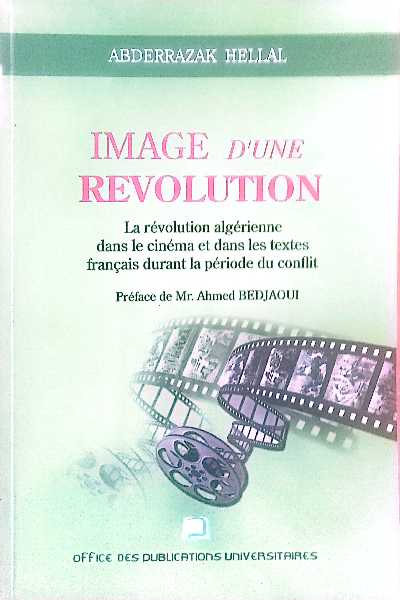 ABDERRAZAK HELLAL
IMAGE D'UNE
REVOLUTION
La révolution algérienne
dans le cinéma et dans les textes
français durant la période du conflit
Préface de Mr. Ahmed BEDJAOUI
OFFICE DES PUBLICATIONS UNIVERSITAIRES